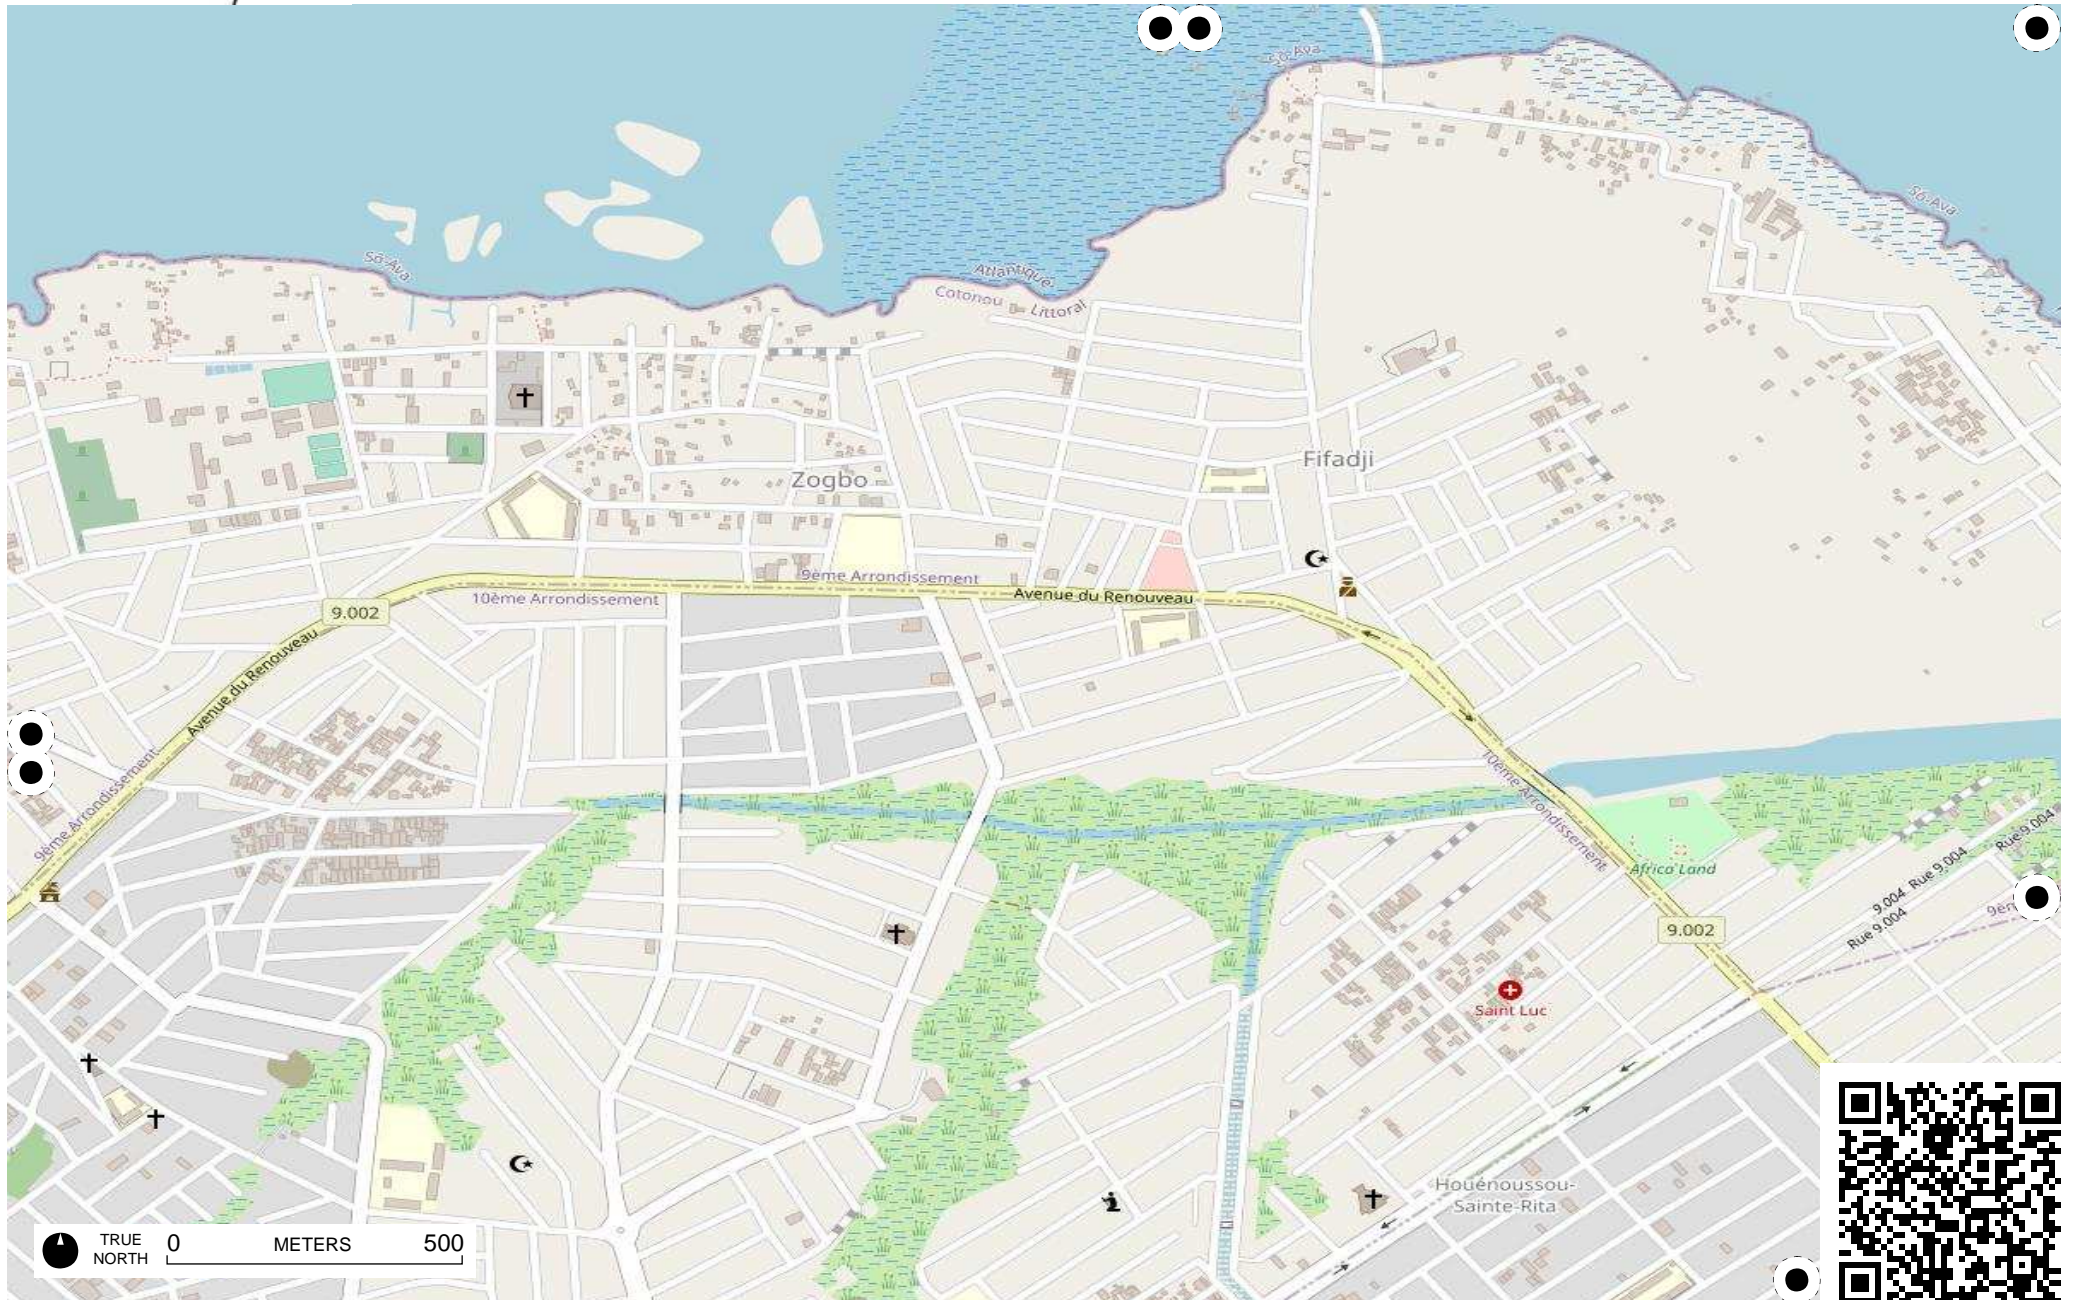 Sô-Ava
Sô-Ava
Sô-Ava
Atlantique
Cotonou
Littoral
Fifadji
Zogbo
9ème Arrondissement
10ème Arrondissement
Avenue du Renouveau
9.002
Avenue du Renouveau
10ème Arrondissement
9ème Arrondissement
Africa Land
9.004
Rue 9.004
Rue 9.004
Rue 9.004
9.002
Saint Luc
Houénoussou-
Sainte-Rita
TRUE
NORTH
0
METERS
500